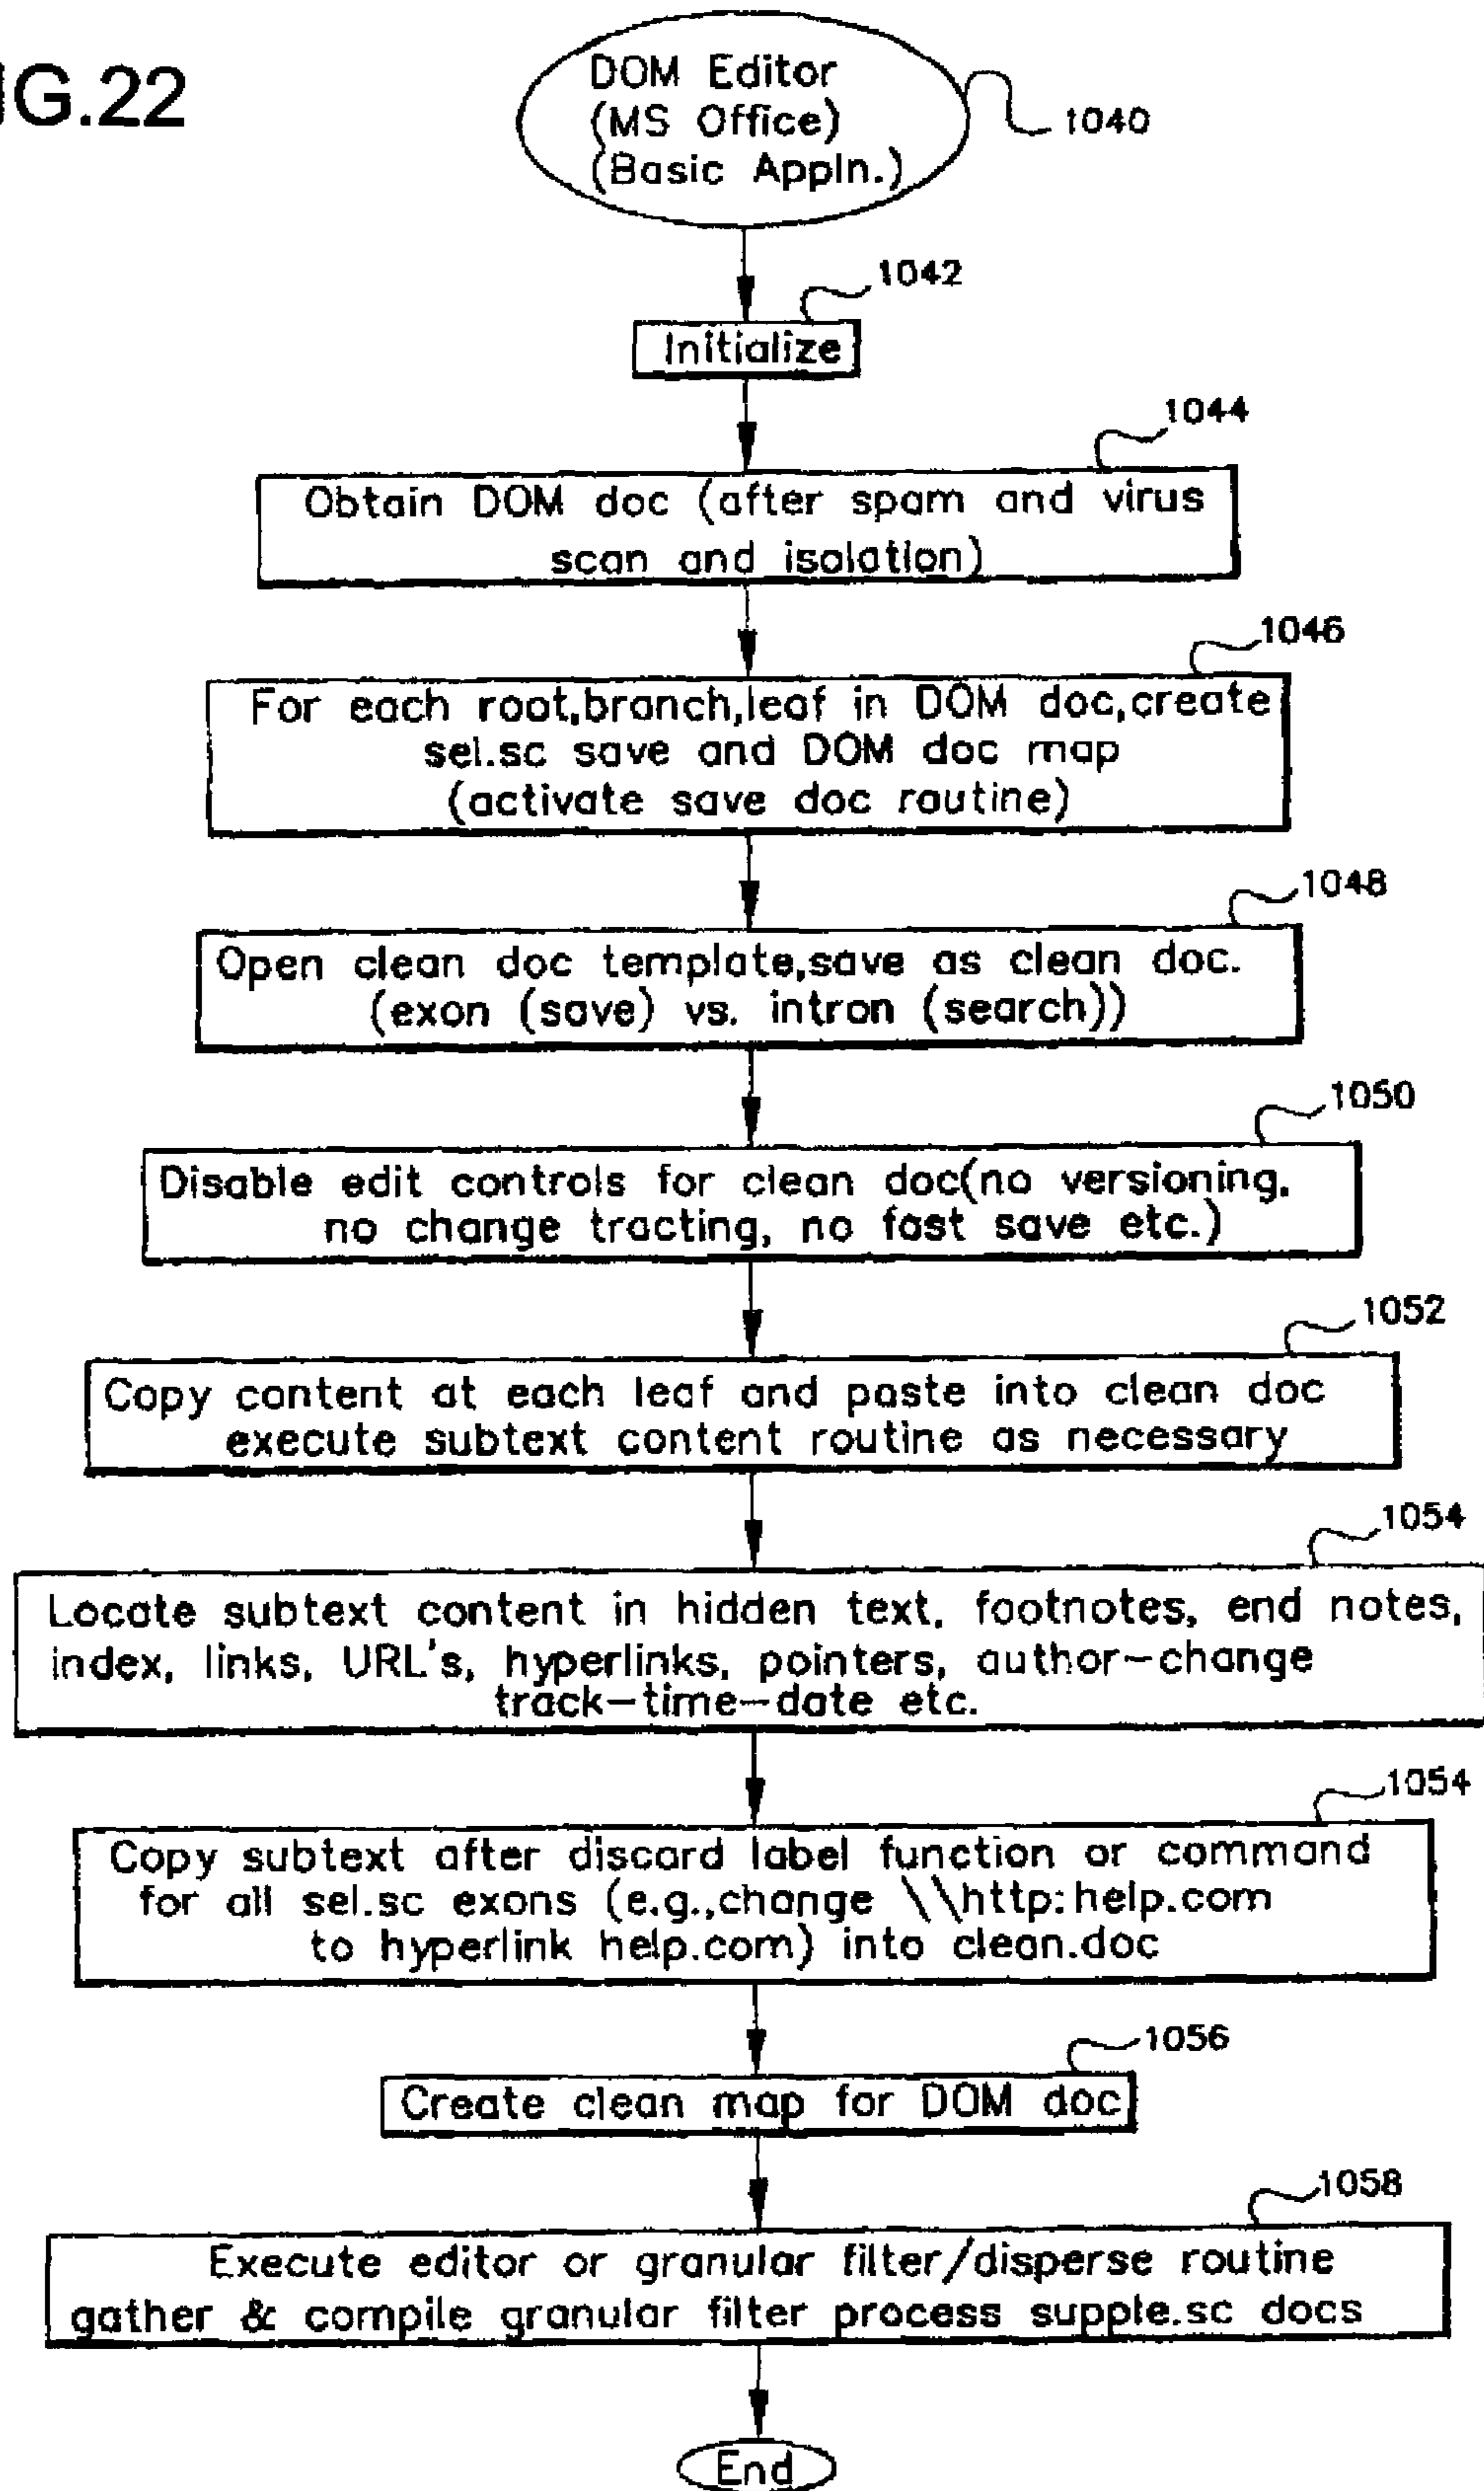 IG.22
DOM Editor
(MS Office)
(Basic Appln.)
1040
1042
Initialize
1044
Obtain DOM doc (after spam and virus
scan and isolation)
1046
For each root,branch,leaf in DOM doc,create
sel.sc save and DOM doc map
(activate save doc routine)
1048
Open clean doc template,save as clean doc.
(exon (save) vs. intron (search))
1050
Disable edit controls for clean doc(no versioning,
no change tracting, no fast save etc.)
1052
Copy content at each leaf and paste into clean doc
execute subtext content routine as necessary
1054
Locate subtext content in hidden text, footnotes, end notes,
index, links, URL's, hyperlinks, pointers, author-change
track-time-date etc.
1054
Copy subtext after discard label function or command
for all sel.sc exons (e.g.,change \\http:help.com
to hyperlink help.com) into clean.doc
1056
Create clean map for DOM doc
1058
Execute editor or granular filter/disperse routine
gather & compile granular filter process supple.sc docs
End